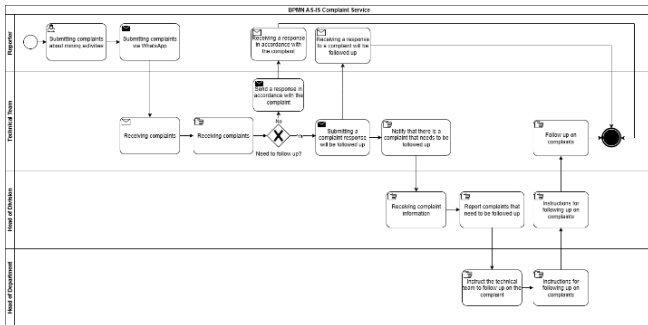 BPMN AS-IS Complaint Service
Reporter
Submitting complaints
about mining activities
Submitting complaints
via WhatsApp
Receiving a response
in accordance with
the complaint
Receiving a response
to a complaint will be
followed up
Technical Team
Send a response in
accordance with the
complaint
No
Receiving complaints
Receiving complaints
Need to follow up?
Yes
Submitting a
complaint response
will be followed up
Notify that there is a
complaint that needs to be
followed up
Follow up on
complaints
Head of Division
Receiving complaint
information
Report complaints that
need to be followed up
Instructions for
following up on
complaints
Head of Department
Instruct the technical
team to follow up on the
complaint
Instructions for
following up on
complaints